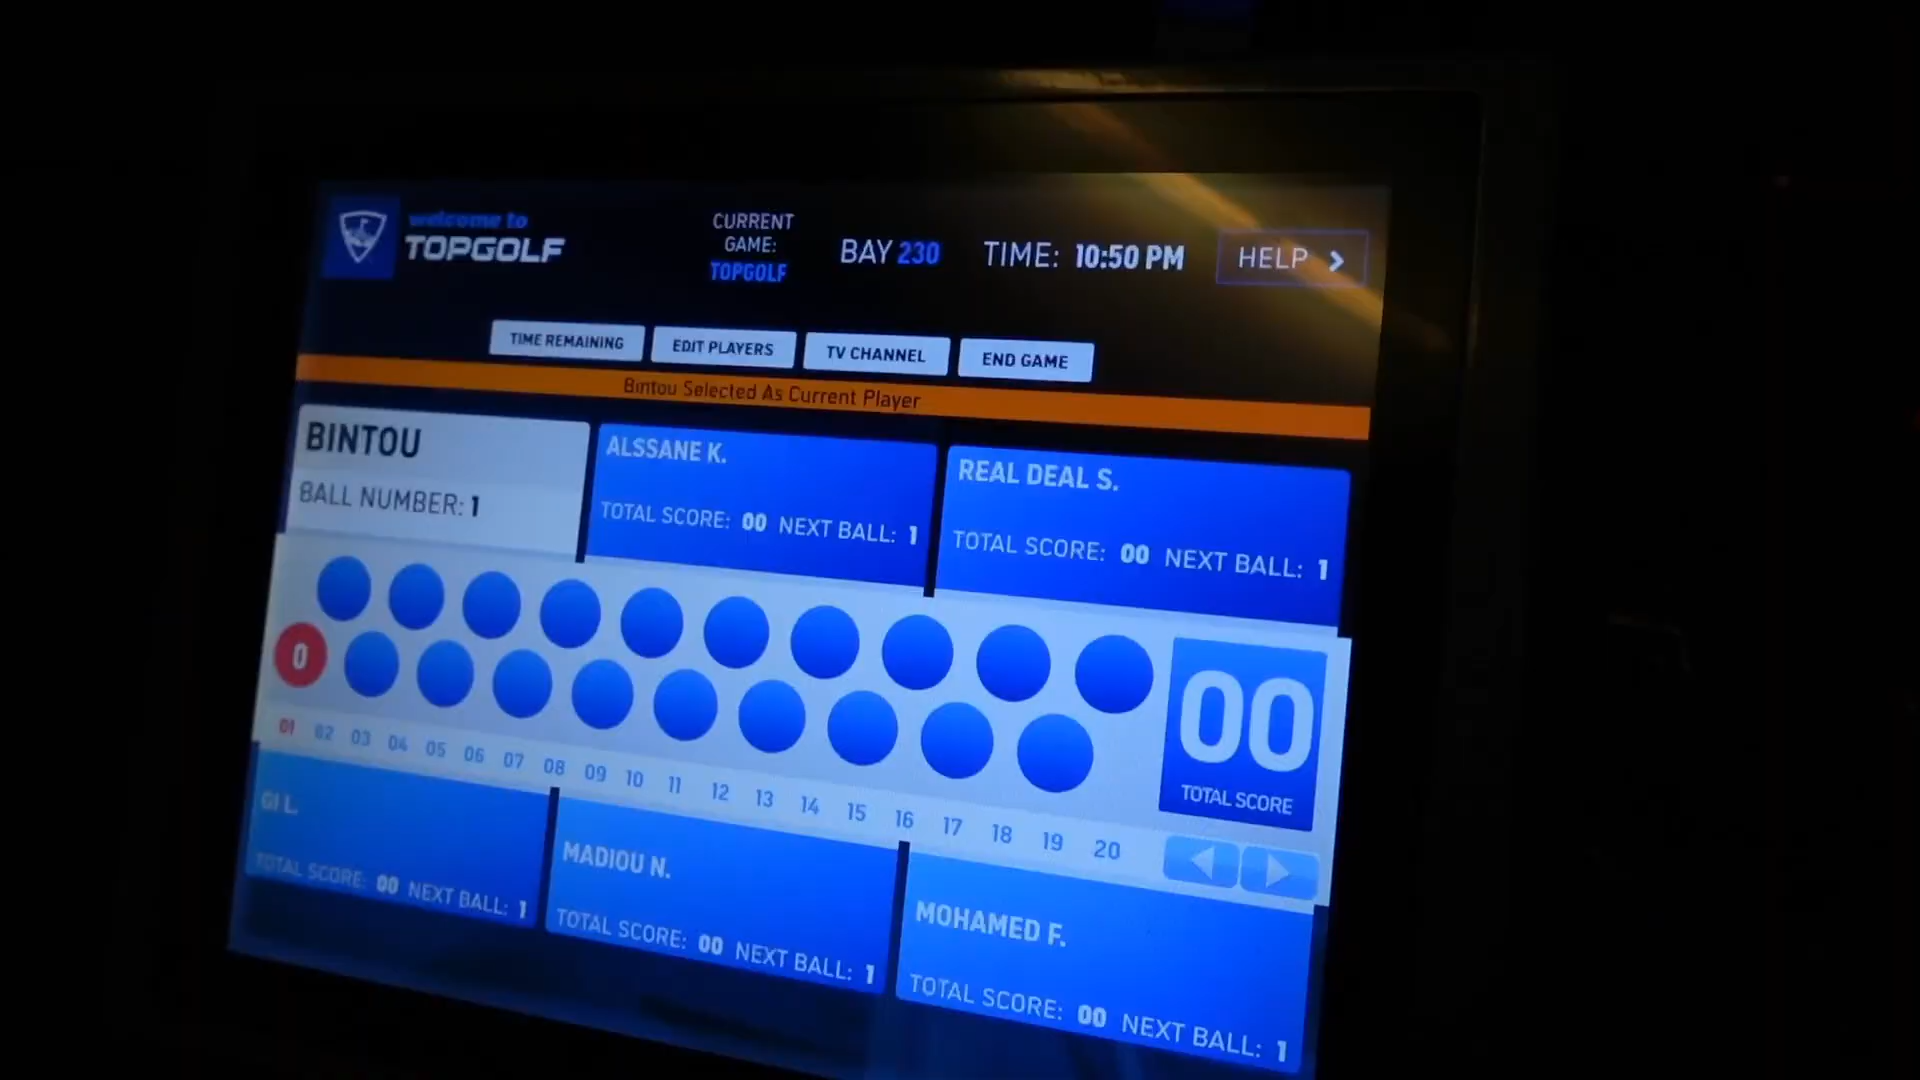 welcome to
TOPGOLF
CURRENT
GAME:
TOPGOLF
BAY 230
TIME: 10:50 PM
HELP >
TIME REMAINING
EDIT PLAYERS
TV CHANNEL
END GAME
Bintou Selected As Current Player
BINTOU
BALL NUMBER: 1
ALSSANE K.
TOTAL SCORE: 00 NEXT BALL: 1
REAL DEAL S.
TOTAL SCORE: 00 NEXT BALL: 1
0
01 02 03 04 05 06 07 08 09 10 11 12 13 14 15 16 17 18 19 20
00
TOTAL SCORE
GI L.
TOTAL SCORE: 00 NEXT BALL: 1
MADIOU N.
TOTAL SCORE: 00 NEXT BALL: 1
MOHAMED F.
TOTAL SCORE: 00 NEXT BALL: 1